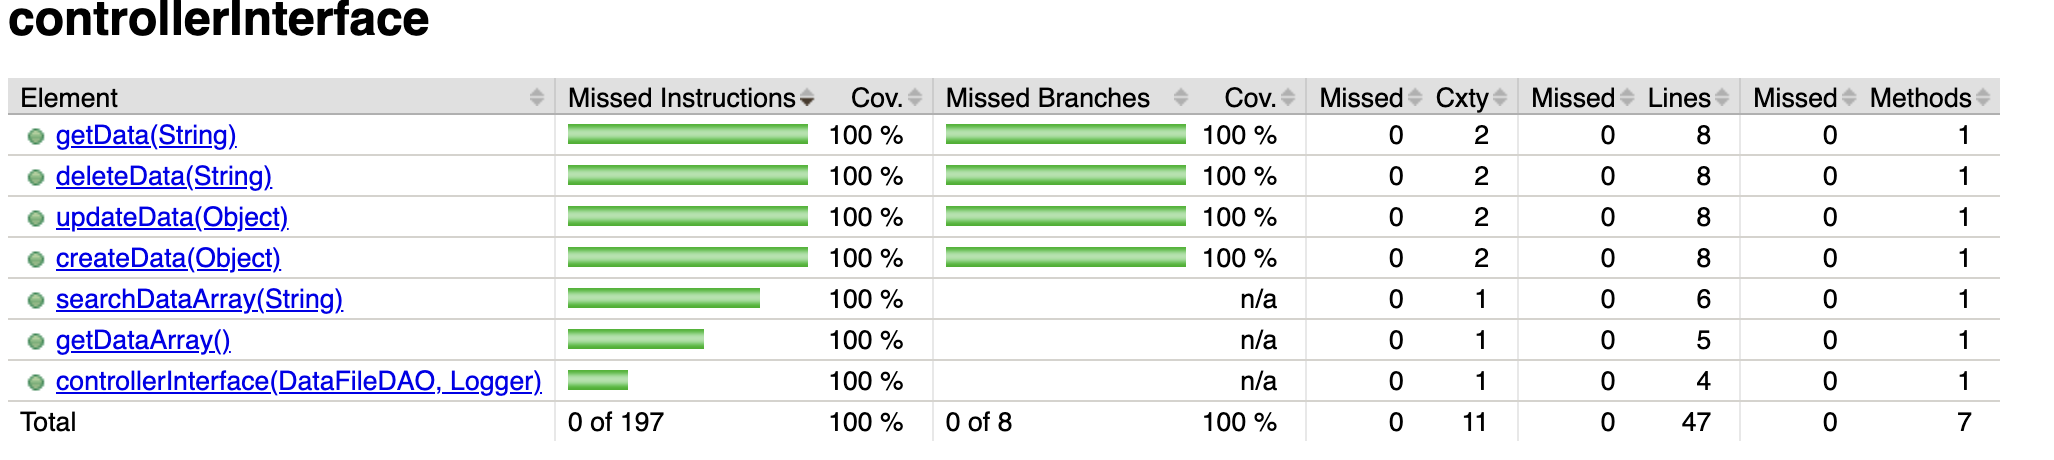 controllerInterface
Element Missed Instructions Cov. Missed Branches Cov. Missed Cxty Missed Lines Missed Methods
getData(String) 100 % 100 % 0 2 0 8 0 1
deleteData(String) 100 % 100 % 0 2 0 8 0 1
updateData(Object) 100 % 100 % 0 2 0 8 0 1
createData(Object) 100 % 100 % 0 2 0 8 0 1
searchDataArray(String) 100 % n/a 0 1 0 6 0 1
getDataArray() 100 % n/a 0 1 0 5 0 1
controllerInterface(DataFileDAO, Logger) 100 % n/a 0 1 0 4 0 1
Total 0 of 197 100 % 0 of 8 100 % 0 11 0 47 0 7